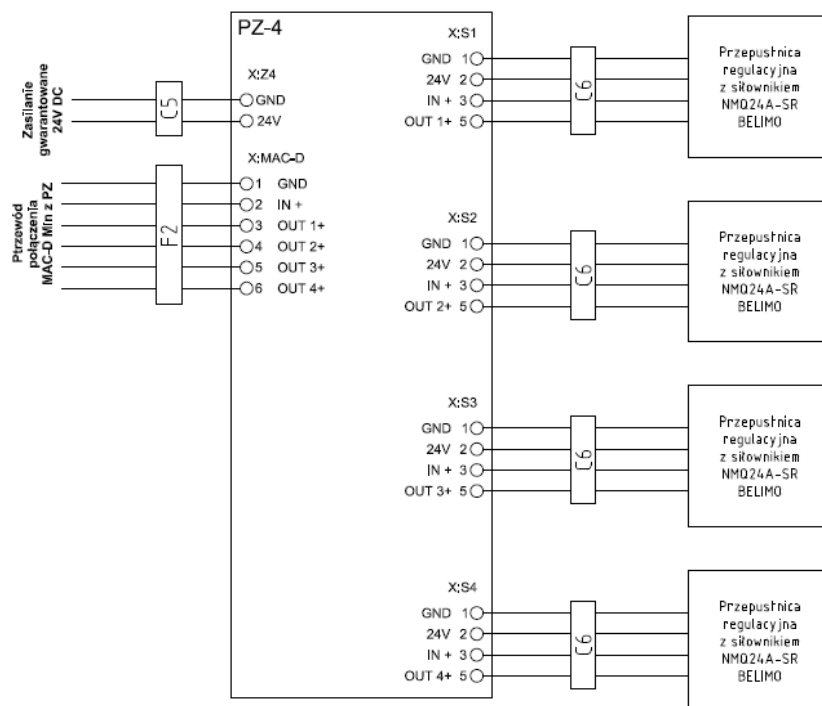 PZ-4
Zasilanie
gwarantowane
24V DC
C5
X:Z4
GND
24V
Ptrzewód
połączenia
MAC-D Min z PZ
F2
X:MAC-D
1 GND
2 IN +
3 OUT 1+
4 OUT 2+
5 OUT 3+
6 OUT 4+
X:S1
GND 1
24V 2
IN + 3
OUT 1+ 5
C6
Przepustnica
regulacyjna
z siłownikiem
NMQ24A-SR
BELIMO
X:S2
GND 1
24V 2
IN + 3
OUT 2+ 5
C6
Przepustnica
regulacyjna
z siłownikiem
NMQ24A-SR
BELIMO
X:S3
GND 1
24V 2
IN + 3
OUT 3+ 5
C6
Przepustnica
regulacyjna
z siłownikiem
NMQ24A-SR
BELIMO
X:S4
GND 1
24V 2
IN + 3
OUT 4+ 5
C6
Przepustnica
regulacyjna
z siłownikiem
NMQ24A-SR
BELIMO